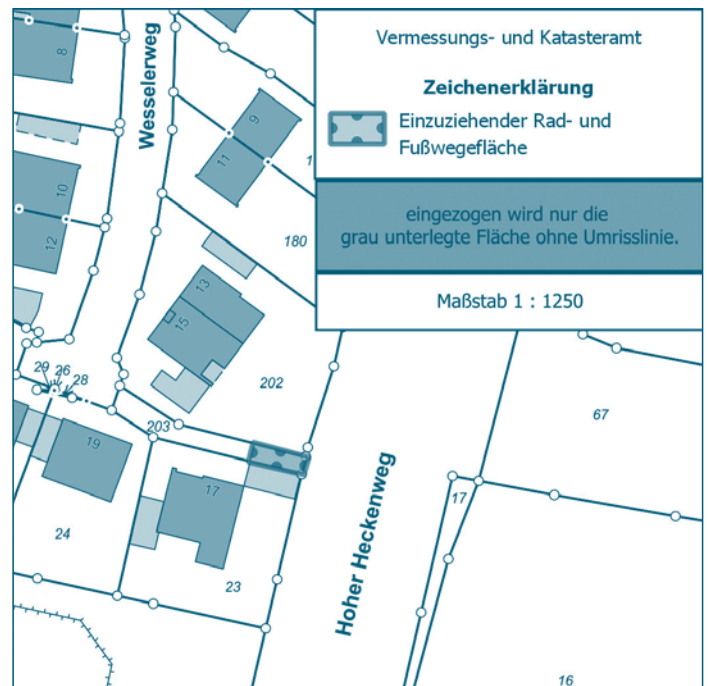 Vermessungs- und Katasteramt
Zeichenerklärung
Einzuziehender Rad- und
Fußwegefläche
eingezogen wird nur die
grau unterlegte Fläche ohne Umrisslinie.
Maßstab 1 : 1250
Wesselerweg
8
9
11
1
10
12
180
13
15
29
26
28
202
203
67
19
17
17
Hoher Heckenweg
24
23
16